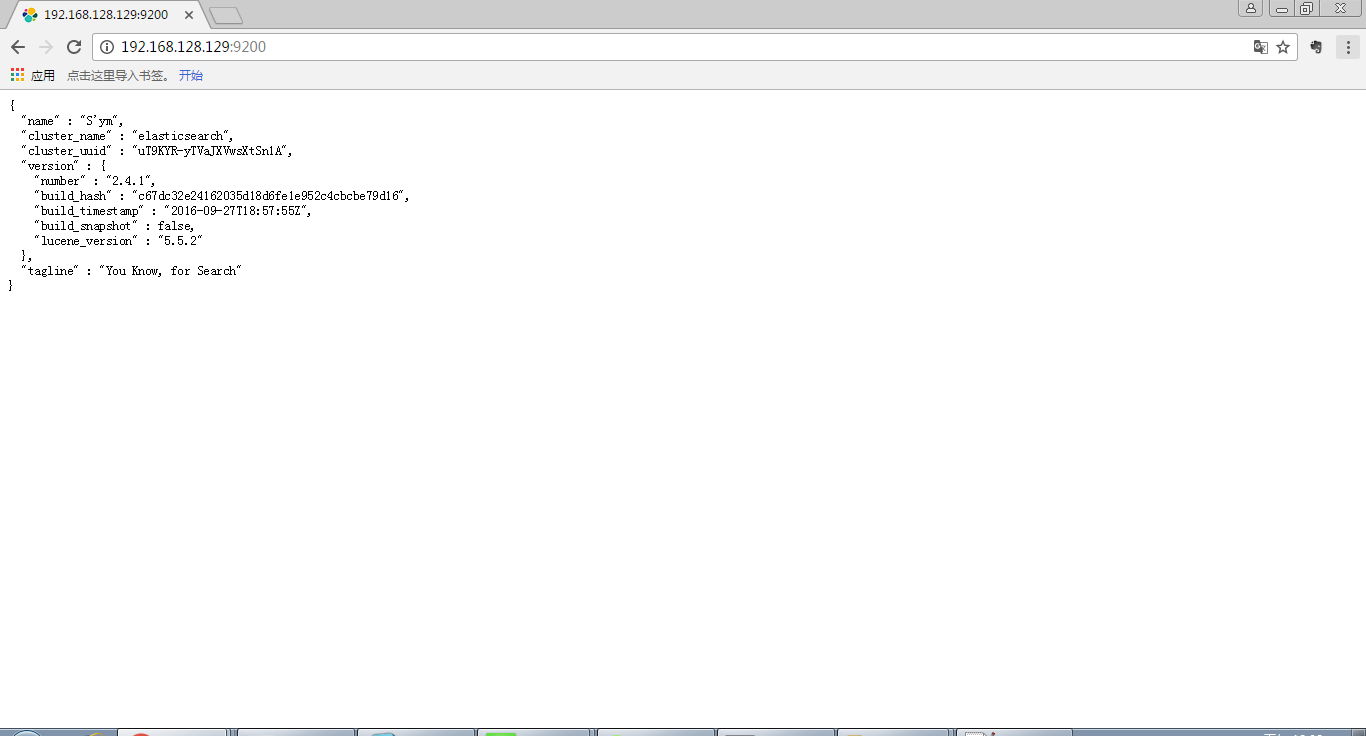 192.168.128.129:9200
192.168.128.129:9200
应用 点击这里导入书签。 开始
{
"name" : "S'ym",
"cluster_name" : "elasticsearch",
"cluster_uuid" : "uT9KYR-yTVaJXVwsXtSn1A",
"version" : {
"number" : "2.4.1",
"build_hash" : "c67dc32e24162035d18d6fe1e952c4cbcbe79d16",
"build_timestamp" : "2016-09-27T18:57:55Z",
"build_snapshot" : false,
"lucene_version" : "5.5.2"
},
"tagline" : "You Know, for Search"
}